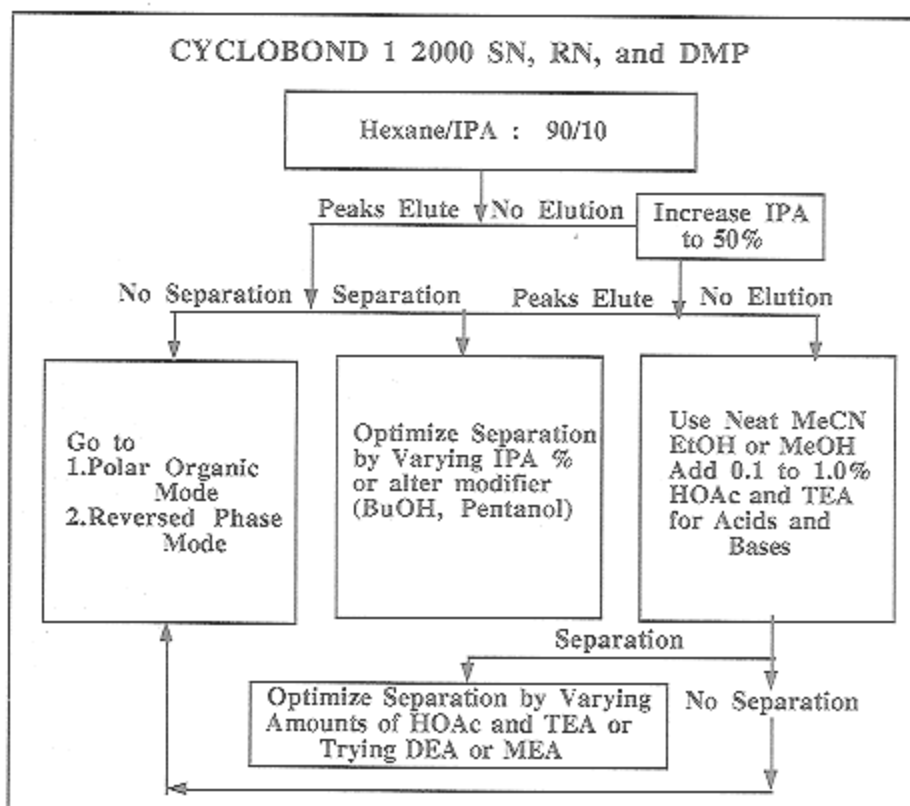 CYCLOBOND 1 2000 SN, RN, and DMP
Hexane/IPA : 90/10
Peaks Elute
No Elution
Increase IPA
to 50%
No Separation
Separation
Peaks Elute
No Elution
Go to
1.Polar Organic
Mode
2.Reversed Phase
Mode
Optimize Separation
by Varying IPA %
or alter modifier
(BuOH, Pentanol)
Use Neat MeCN
EtOH or MeOH
Add 0.1 to 1.0%
HOAc and TEA
for Acids and
Bases
Separation
No Separation
Optimize Separation by Varying
Amounts of HOAc and TEA or
Trying DEA or MEA